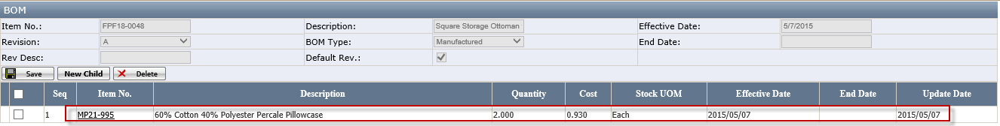 BOM
Item No.: FPF18-0048 Description: Square Storage Ottoman Effective Date: 5/7/2015
Revision: A BOM Type: Manufactured End Date:
Rev Desc: Default Rev.:
Save New Child Delete
Seq Item No. Description Quantity Cost Stock UOM Effective Date End Date Update Date
1 MP21-995 60% Cotton 40% Polyester Percale Pillowcase 2.000 0.930 Each 2015/05/07 2015/05/07